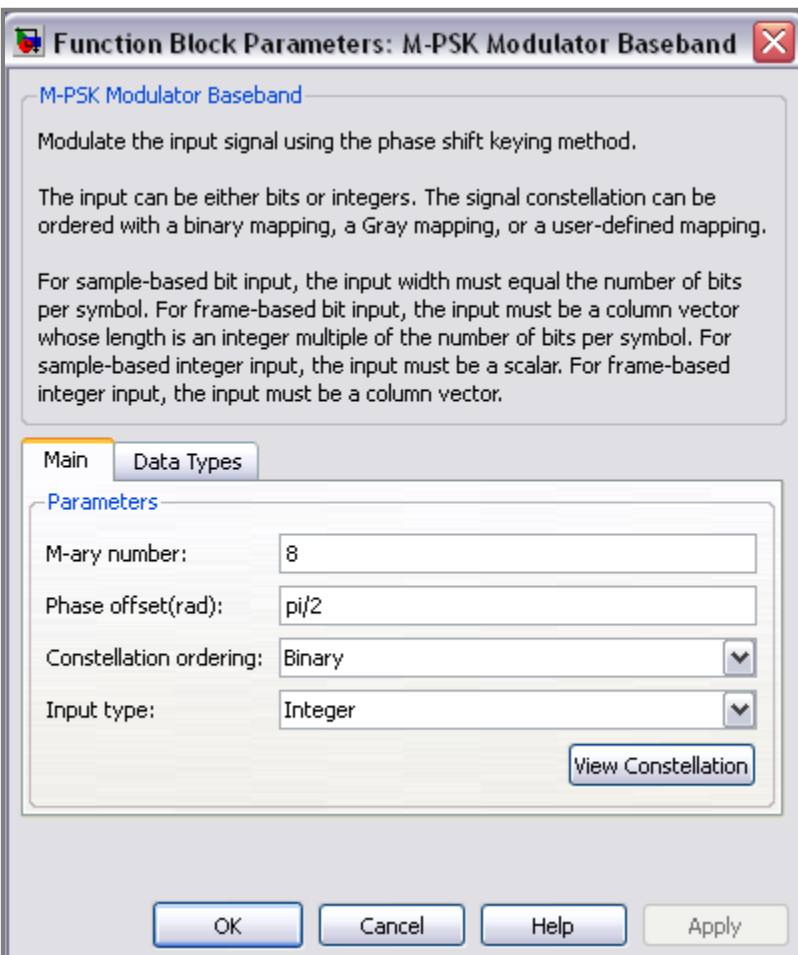 Function Block Parameters: M-PSK Modulator Baseband
M-PSK Modulator Baseband
Modulate the input signal using the phase shift keying method.
The input can be either bits or integers. The signal constellation can be
ordered with a binary mapping, a Gray mapping, or a user-defined mapping.
For sample-based bit input, the input width must equal the number of bits
per symbol. For frame-based bit input, the input must be a column vector
whose length is an integer multiple of the number of bits per symbol. For
sample-based integer input, the input must be a scalar. For frame-based
integer input, the input must be a column vector.
Main Data Types
Parameters
M-ary number: 8
Phase offset(rad): pi/2
Constellation ordering: Binary
Input type: Integer
View Constellation
OK Cancel Help Apply